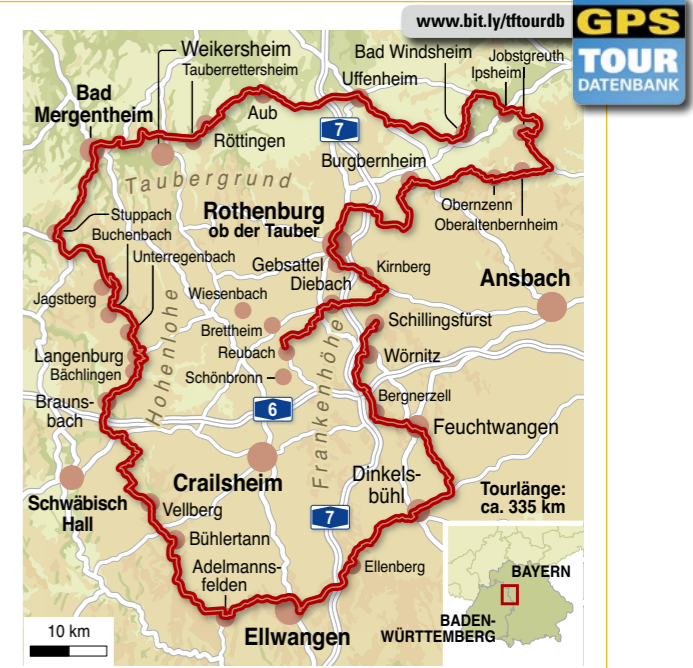 www.bit.ly/tftourdb
GPS
TOUR
DATENBANK
Weikersheim
Tauberrettersheim
Bad Windsheim
Jobstgreuth
Ipsheim
Uffenheim
Bad
Mergentheim
Aub
Röttingen
7
Burgbernheim
Taubergrund
Obernzenn
Oberaltenbernheim
Rothenburg
ob der Tauber
Stuppach
Buchenbach
Unterregenbach
Gebsattel
Diebach
Kirnberg
Ansbach
Jagstberg
Wiesenbach
Hohenlohe
Brettheim
Schillingsfürst
Langenburg
Bächlingen
Reubach
Wörnitz
Schönbronn
Frankenhöhe
Brauns-
bach
6
Bergnerzell
Feuchtwangen
Crailsheim
Dinkels-
bühl
Tourlänge:
ca. 335 km
Schwäbisch
Hall
Vellberg
7
Bühlertann
Adelmanns-
felden
Ellenberg
BAYERN
BADEN-
WÜRTTEMBERG
Ellwangen
10 km